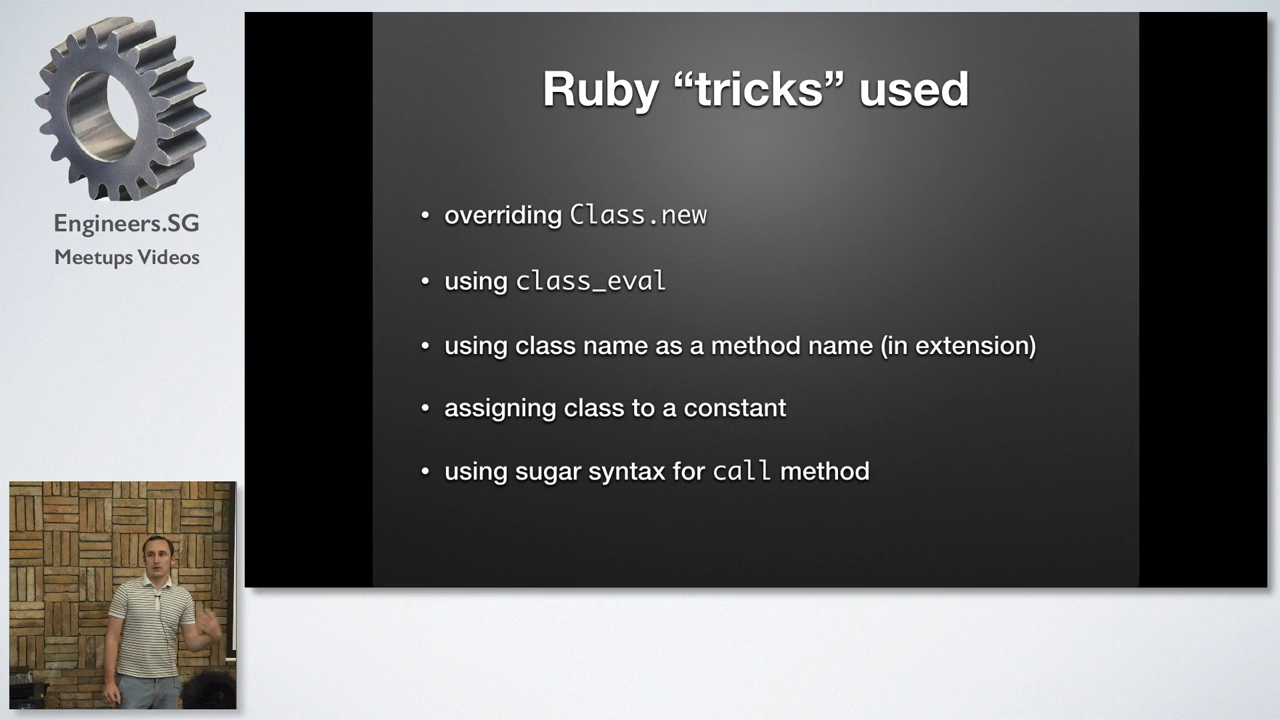 Engineers.SG
Meetups Videos
Ruby “tricks” used
• overriding Class.new
• using class_eval
• using class name as a method name (in extension)
• assigning class to a constant
• using sugar syntax for call method